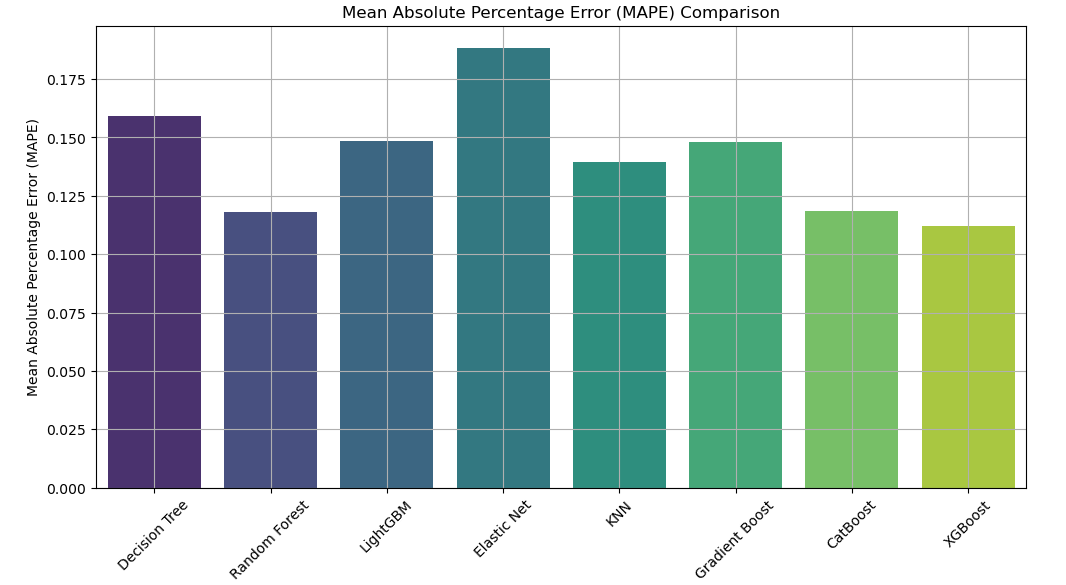 Mean Absolute Percentage Error (MAPE) Comparison
Mean Absolute Percentage Error (MAPE)
0.175
0.150
0.125
0.100
0.075
0.050
0.025
0.000
Decision Tree
Random Forest
LightGBM
Elastic Net
KNN
Gradient Boost
CatBoost
XGBoost